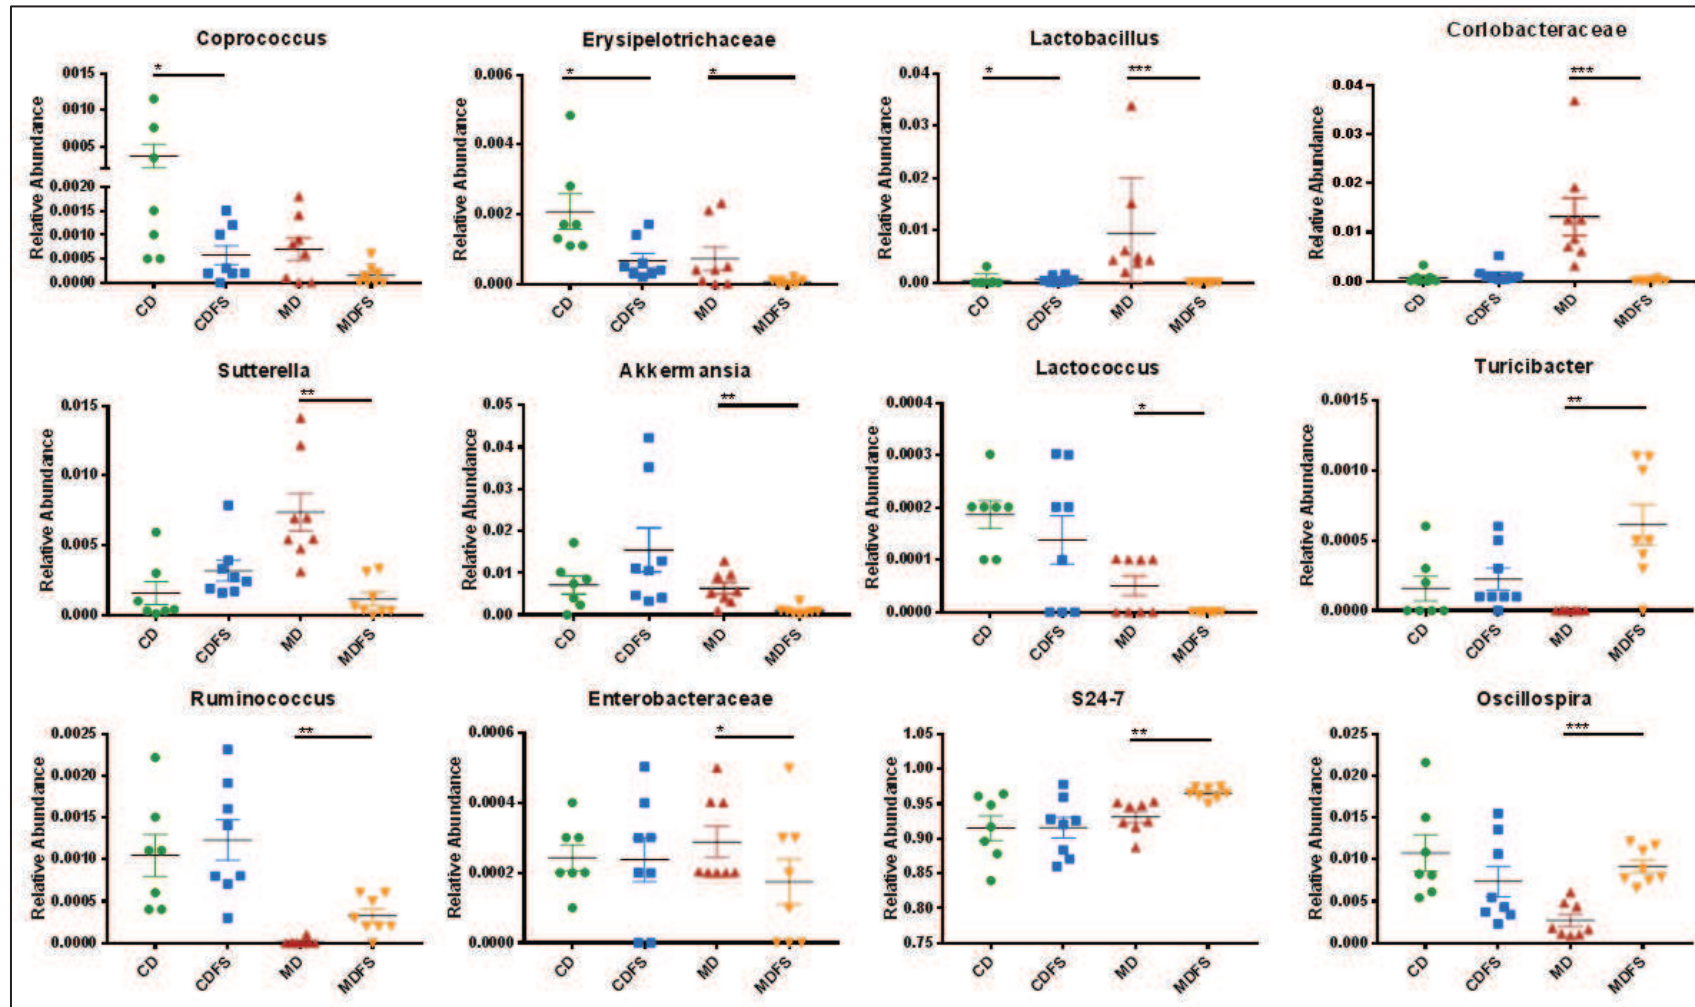 Coprococcus
*
0015
0005
0.0020
0.0015
0.0010
0.0005
0.0000
Relative Abundance
CD
CDFS
MD
MDFS
Erysipelotrichaceae
*
*
0.006
0.004
0.002
0.000
Relative Abundance
CD
CDFS
MD
MDFS
Lactobacillus
*
***
0.04
0.03
0.02
0.01
0.00
Relative Abundance
CD
CDFS
MD
MDFS
Coriobacteraceae
***
0.04
0.03
0.02
0.01
0.00
Relative Abundance
CD
CDFS
MD
MDFS
Sutterella
**
0.015
0.010
0.005
0.000
Relative Abundance
CD
CDFS
MD
MDFS
Akkermansia
**
0.05
0.04
0.03
0.02
0.01
0.00
Relative Abundance
CD
CDFS
MD
MDFS
Lactococcus
*
0.0004
0.0003
0.0002
0.0001
0.0000
Relative Abundance
CD
CDFS
MD
MDFS
Turicibacter
**
0.0015
0.0010
0.0005
0.0000
Relative Abundance
CD
CDFS
MD
MDFS
Ruminococcus
**
0.0025
0.0020
0.0015
0.0010
0.0005
0.0000
Relative Abundance
CD
CDFS
MD
MDFS
Enterobacteraceae
*
0.0006
0.0004
0.0002
0.0000
Relative Abundance
CD
CDFS
MD
MDFS
S24-7
**
1.05
1.00
0.95
0.90
0.85
0.80
0.75
Relative Abundance
CD
CDFS
MD
MDFS
Oscillospira
***
0.025
0.020
0.015
0.010
0.005
0.000
Relative Abundance
CD
CDFS
MD
MDFS